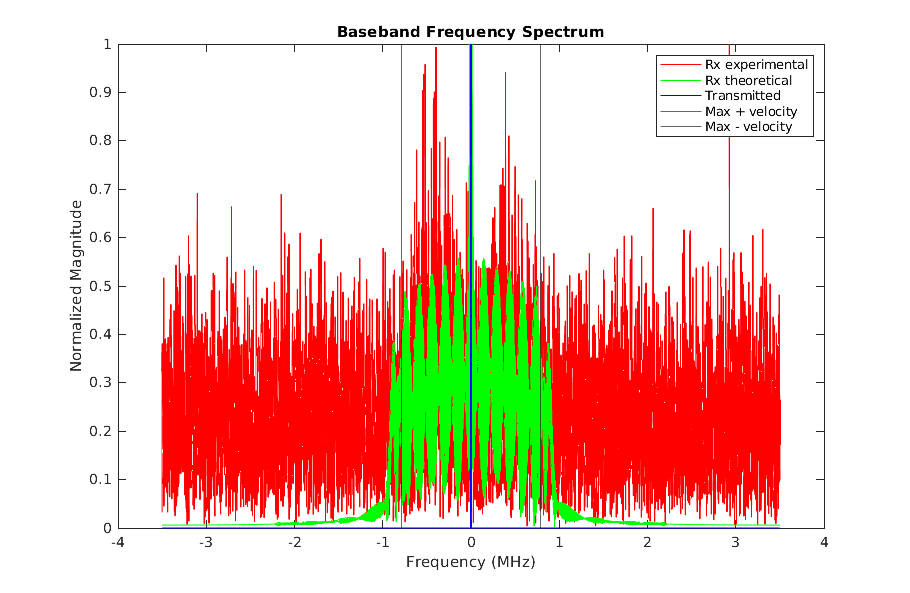 Baseband Frequency Spectrum
Normalized Magnitude
1
0.9
0.8
0.7
0.6
0.5
0.4
0.3
0.2
0.1
0
Rx experimental
Rx theoretical
Transmitted
Max + velocity
Max - velocity
-4 -3 -2 -1 0 1 2 3 4
Frequency (MHz)